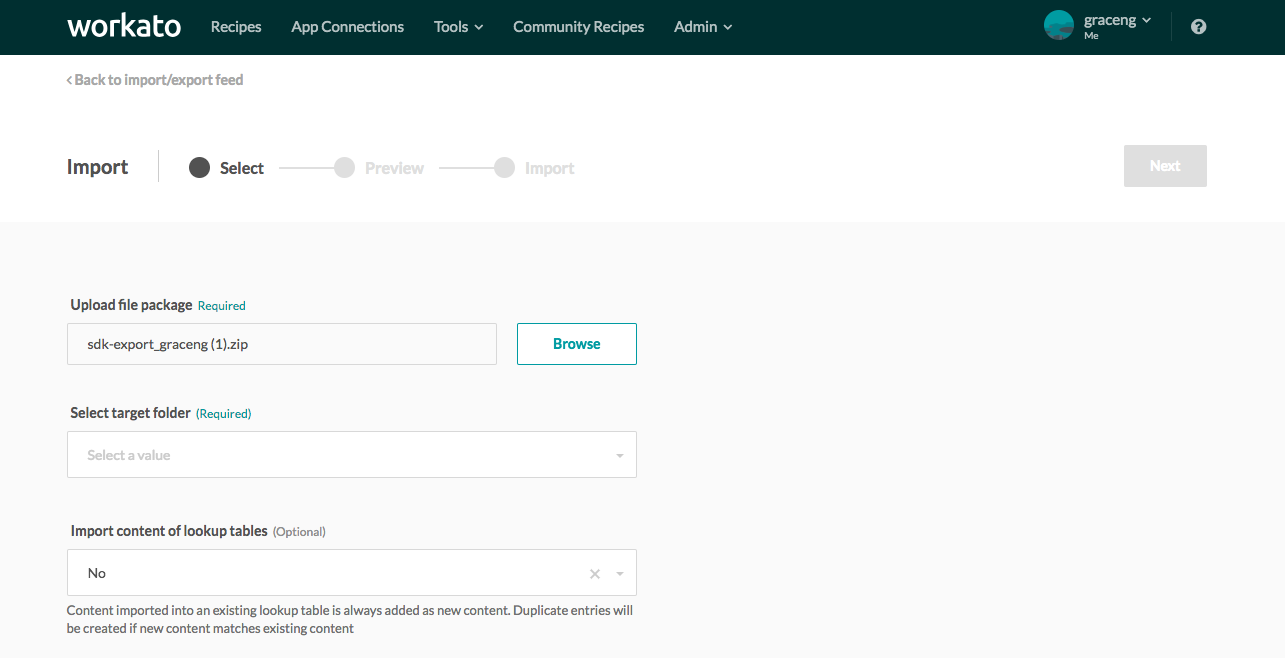 workato Recipes App Connections Tools Community Recipes Admin graceng
Me
Back to import/export feed
Import Select Preview Import Next
Upload file package Required
sdk-export_graceng (1).zip Browse
Select target folder (Required)
Select a value
Import content of lookup tables (Optional)
No
Content imported into an existing lookup table is always added as new content. Duplicate entries will
be created if new content matches existing content